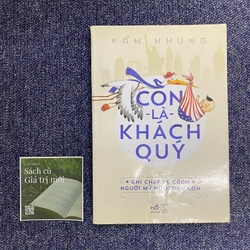 KẨM NHUNG
CON
LÀ
KHÁCH
QUÝ
GHI CHÉP VỀ CÁCH
NGƯỜI MỸ NUÔI DẠY CON
Sách cũ
Giá trị mới